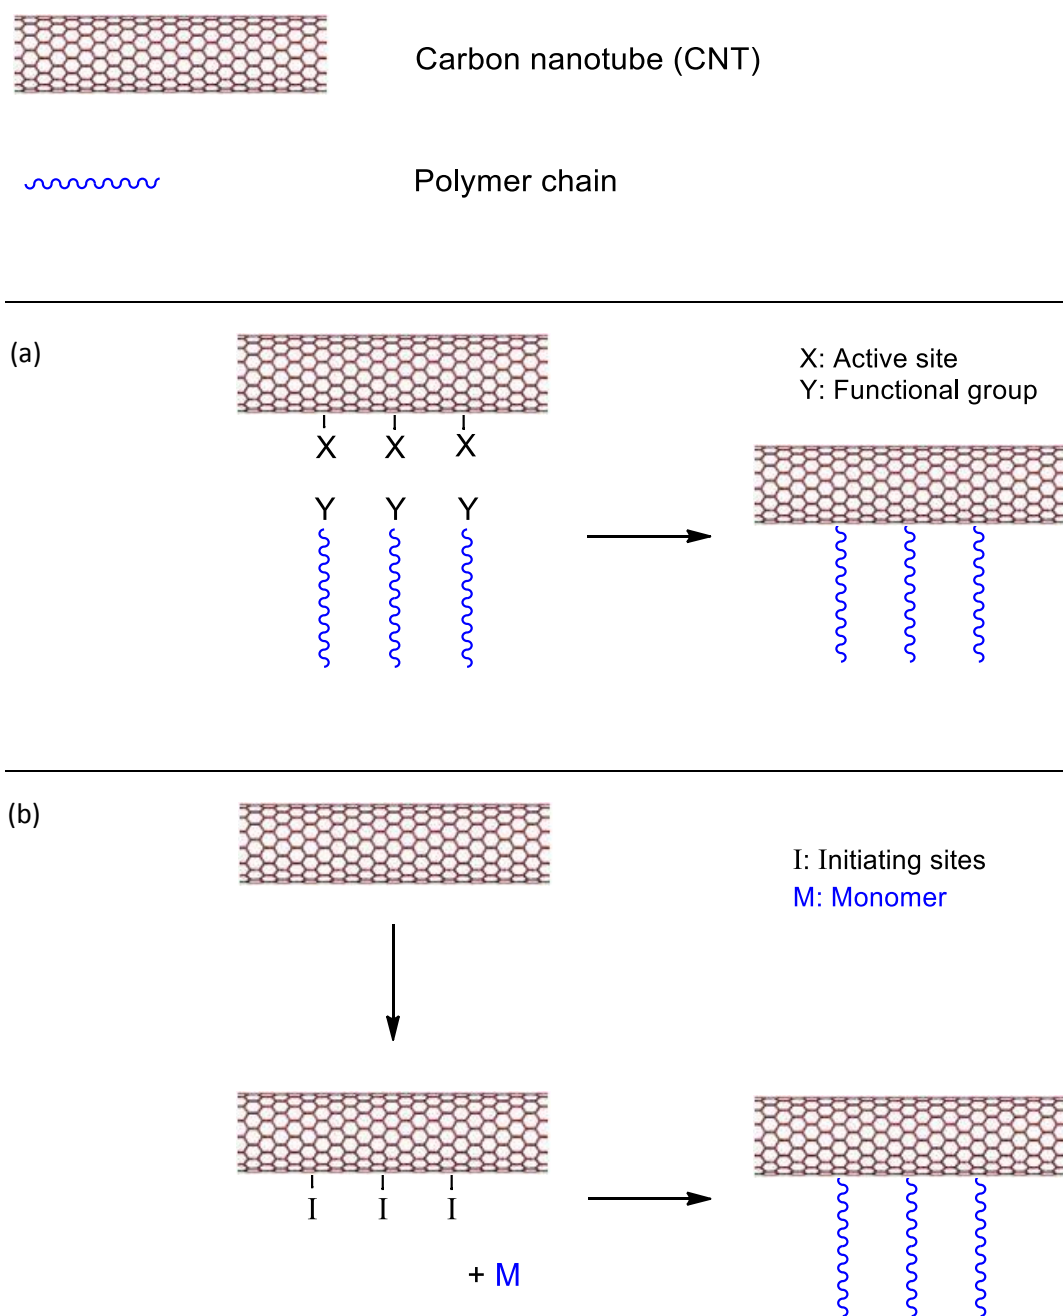 Carbon nanotube (CNT)
Polymer chain
(a)
X: Active site
Y: Functional group
X X X
Y Y Y
(b)
I: Initiating sites
M: Monomer
I I I
+ M